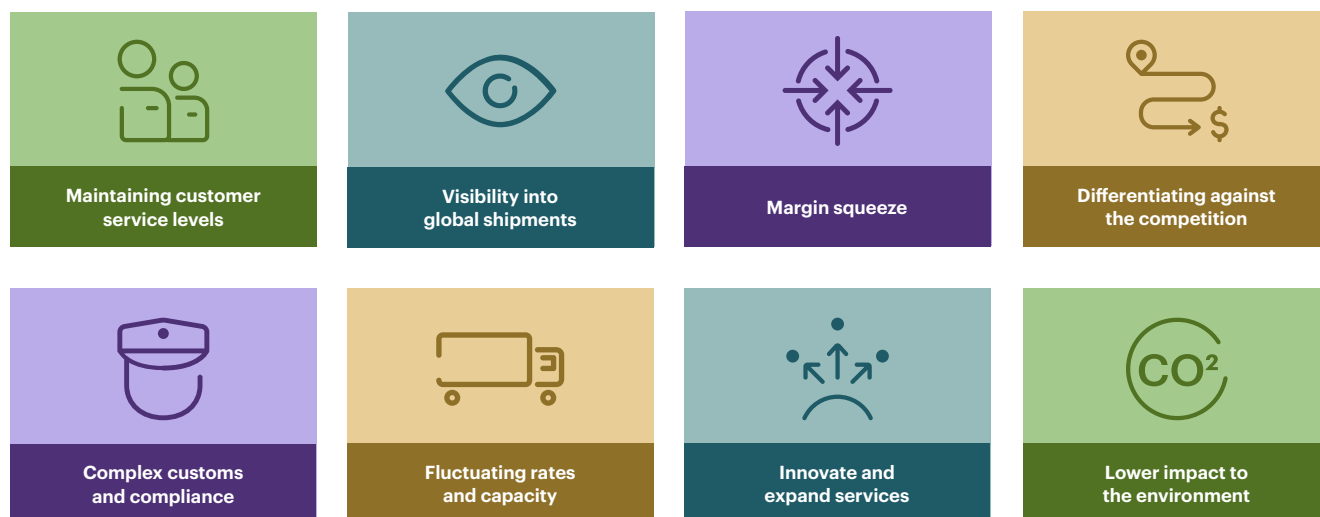 Maintaining customer
service levels
Visibility into
global shipments
Margin squeeze
$
Differentiating against
the competition
Complex customs
and compliance
Fluctuating rates
and capacity
Innovate and
expand services
CO²
Lower impact to
the environment